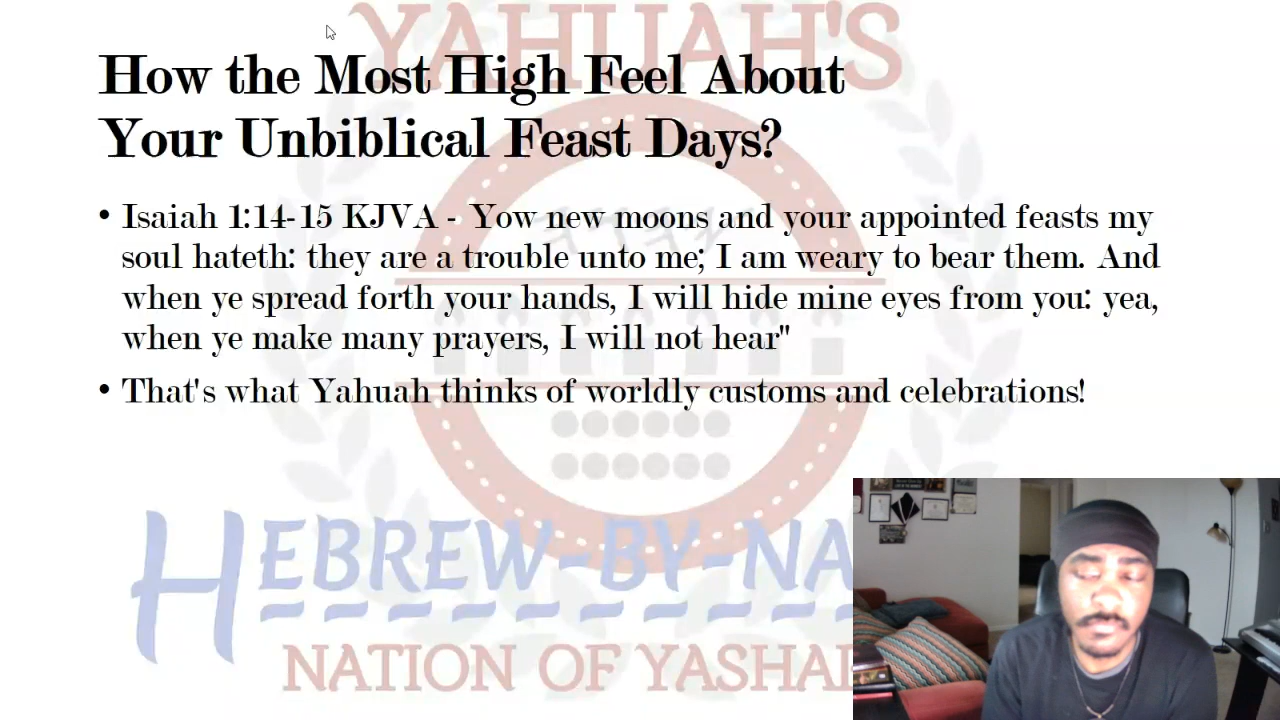 YAHUAH'S
How the Most High Feel About
Your Unbiblical Feast Days?
• Isaiah 1:14-15 KJVA - Yow new moons and your appointed feasts my
soul hateth: they are a trouble unto me; I am weary to bear them. And
when ye spread forth your hands, I will hide mine eyes from you: yea,
when ye make many prayers, I will not hear"
• That's what Yahuah thinks of worldly customs and celebrations!
HEBREW-BY-NA
NATION OF YASHA